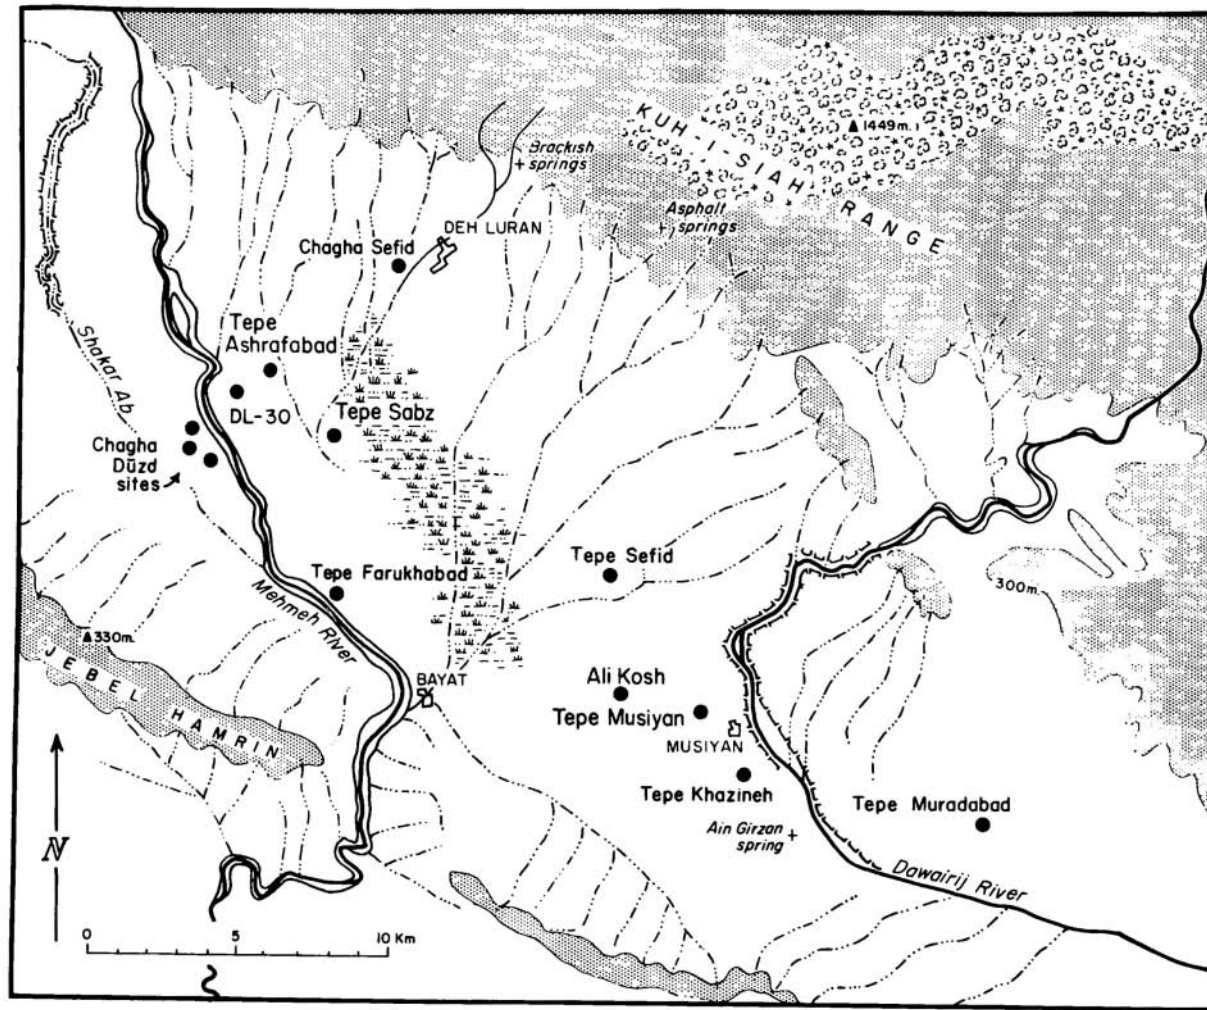 KUH-I-SIAH RANGE
1449 m.
Brackish
springs
Asphalt
springs
DEH LURAN
Chagha Sefid
Shakar Ab
Tepe
Ashrafabad
DL-30
Tepe Sabz
Chagha
Dūzd
sites
Tepe Sefid
Tepe Farukhabad
300m.
Mehmeh River
330m.
JEBEL HAMRIN
BAYAT
Ali Kosh
Tepe Musiyan
MUSIYAN
Tepe Khazineh
Tepe Muradabad
Ain Girzan
spring
Dawairij River
N
0 5 10 Km